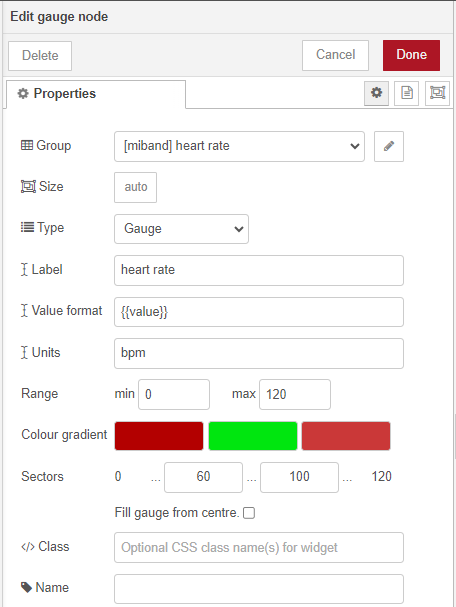 Edit gauge node
Delete Cancel Done
Properties
Group [miband] heart rate
Size auto
Type Gauge
Label heart rate
Value format {{value}}
Units bpm
Range min 0 max 120
Colour gradient
Sectors 0 ... 60 ... 100 ... 120
Fill gauge from centre.
</> Class Optional CSS class name(s) for widget
Name